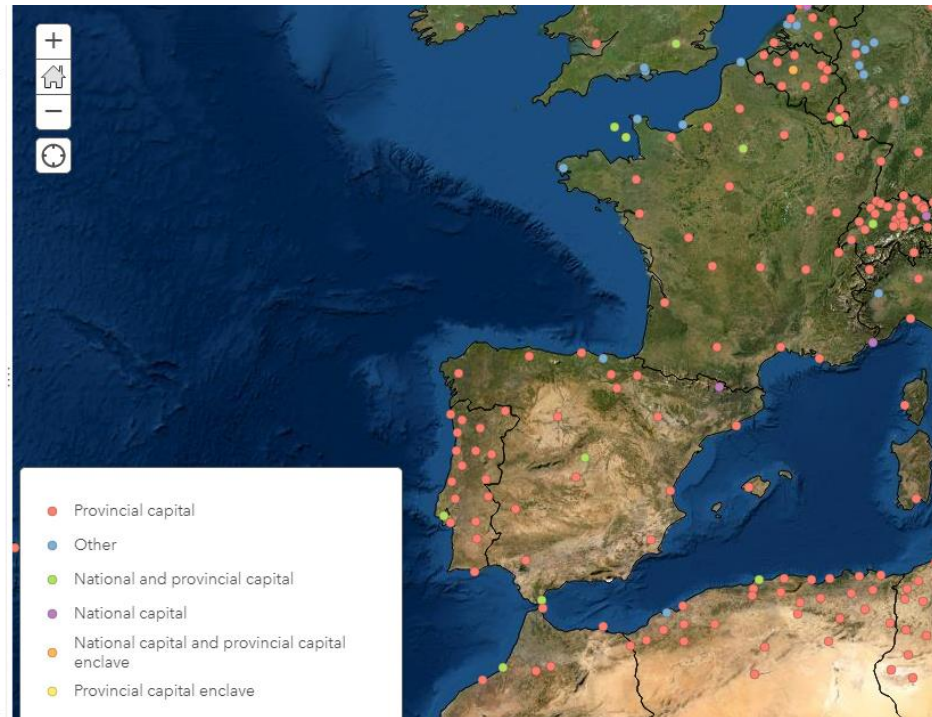 Provincial capital
Other
National and provincial capital
National capital
National capital and provincial capital
enclave
Provincial capital enclave